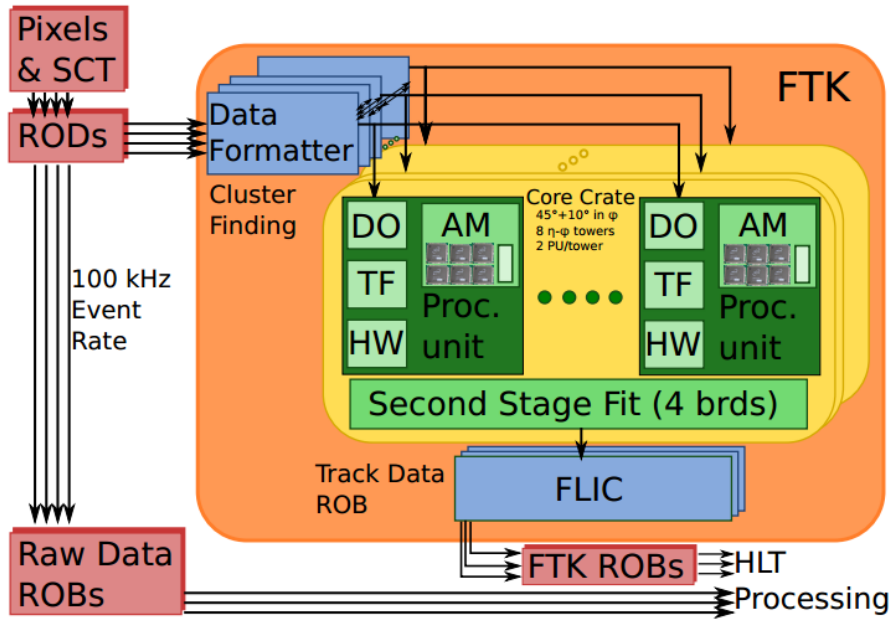 Pixels
& SCT
RODs
100 kHz
Event
Rate
Raw Data
ROBs
FTK
Data
Formatter
Cluster
Finding
Core Crate
45°+10° in φ
8 η-φ towers
2 PU/tower
DO
TF
HW
AM
Proc.
unit
DO
TF
HW
AM
Proc.
unit
Second Stage Fit (4 brds)
Track Data
ROB
FLIC
FTK ROBs
HLT
Processing